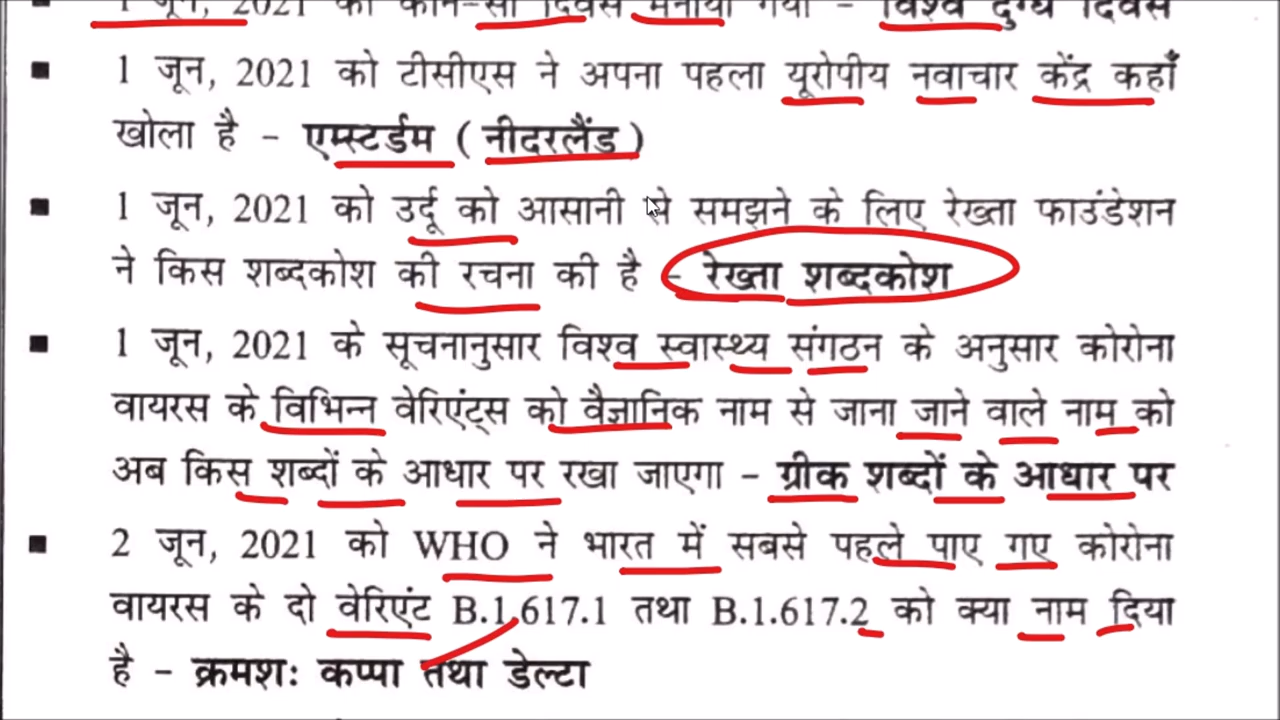 1 जून, 2021 को कौन-सा दिवस मनाया गया - विश्व दुग्ध दिवस
■ 1 जून, 2021 को टीसीएस ने अपना पहला यूरोपीय नवाचार केंद्र कहाँ
खोला है - एम्स्टर्डम ( नीदरलैंड )
■ 1 जून, 2021 को उर्दू को आसानी से समझने के लिए रेख्ता फाउंडेशन
ने किस शब्दकोश की रचना की है - रेख्ता शब्दकोश
■ 1 जून, 2021 के सूचनानुसार विश्व स्वास्थ्य संगठन के अनुसार कोरोना
वायरस के विभिन्न वेरिएंट्स को वैज्ञानिक नाम से जाना जाने वाले नाम को
अब किस शब्दों के आधार पर रखा जाएगा - ग्रीक शब्दों के आधार पर
■ 2 जून, 2021 को WHO ने भारत में सबसे पहले पाए गए कोरोना
वायरस के दो वेरिएंट B.1.617.1 तथा B.1.617.2 को क्या नाम दिया
है - क्रमशः कप्पा तथा डेल्टा